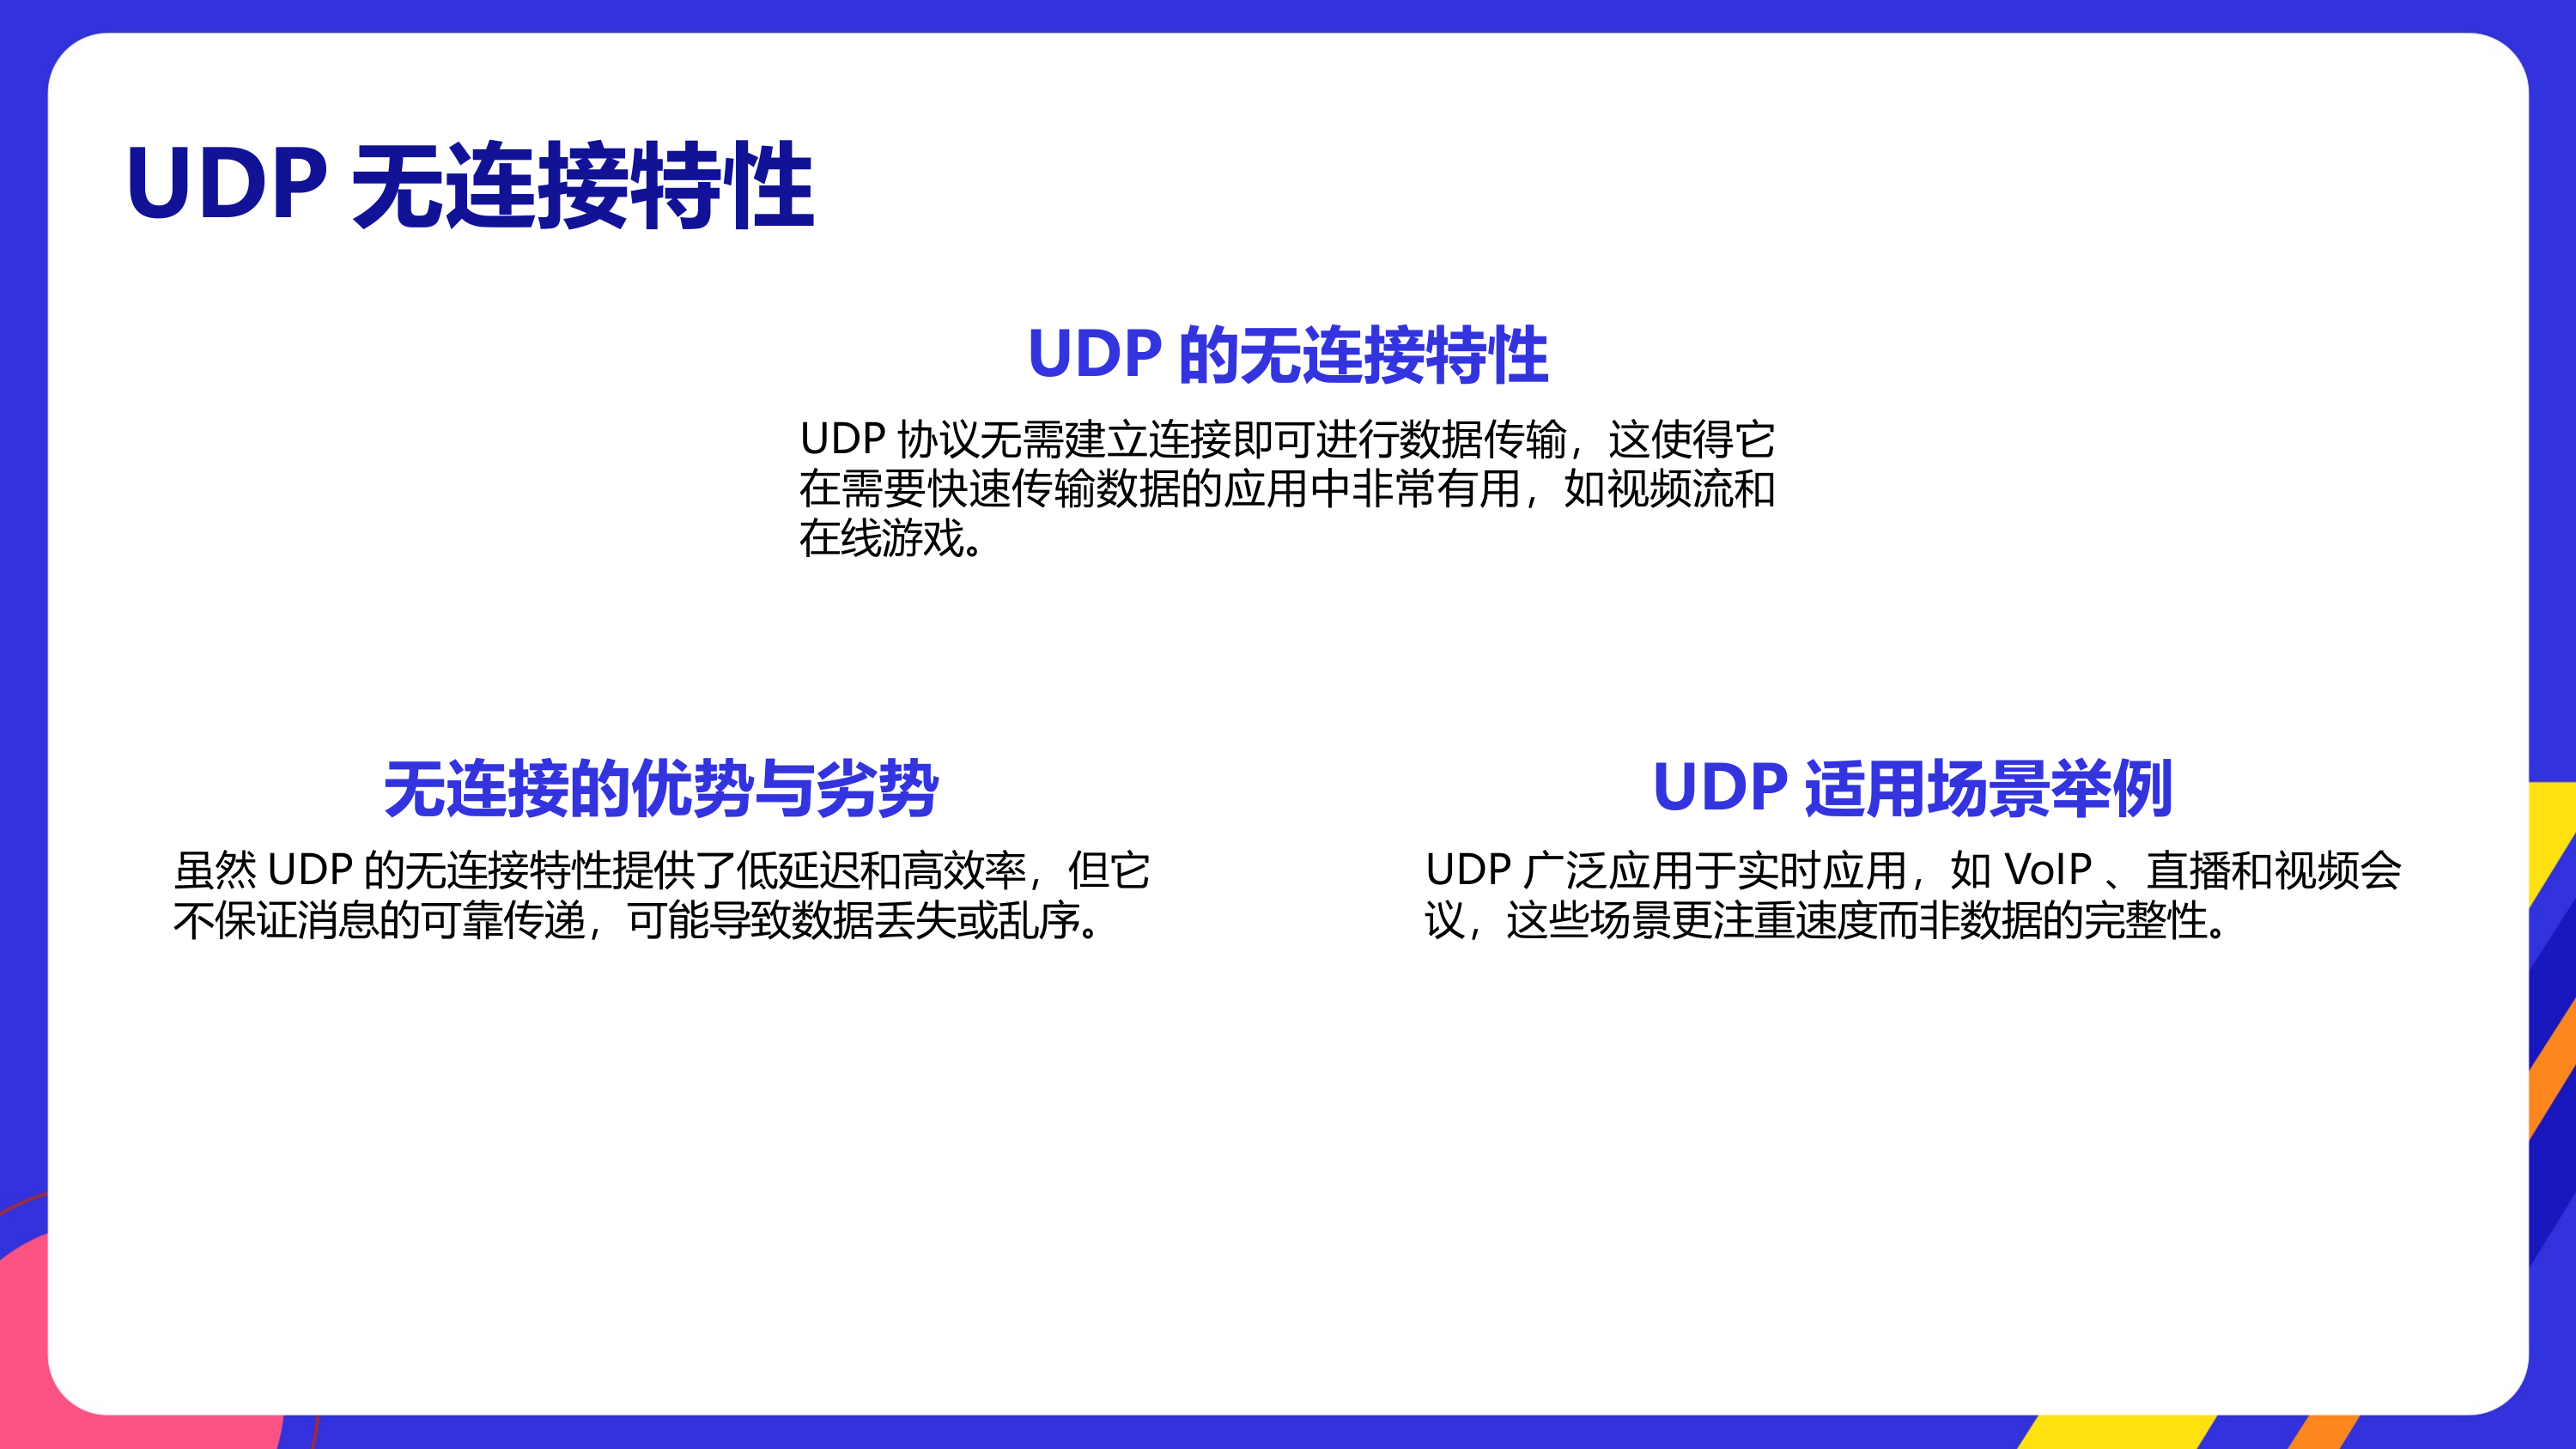 UDP 无连接特性
UDP 的无连接特性
UDP 协议无需建立连接即可进行数据传输，这使得它
在需要快速传输数据的应用中非常有用，如视频流和
在线游戏。
无连接的优势与劣势
虽然 UDP 的无连接特性提供了低延迟和高效率，但它
不保证消息的可靠传递，可能导致数据丢失或乱序。
UDP 适用场景举例
UDP 广泛应用于实时应用，如 VoIP 、直播和视频会
议，这些场景更注重速度而非数据的完整性。